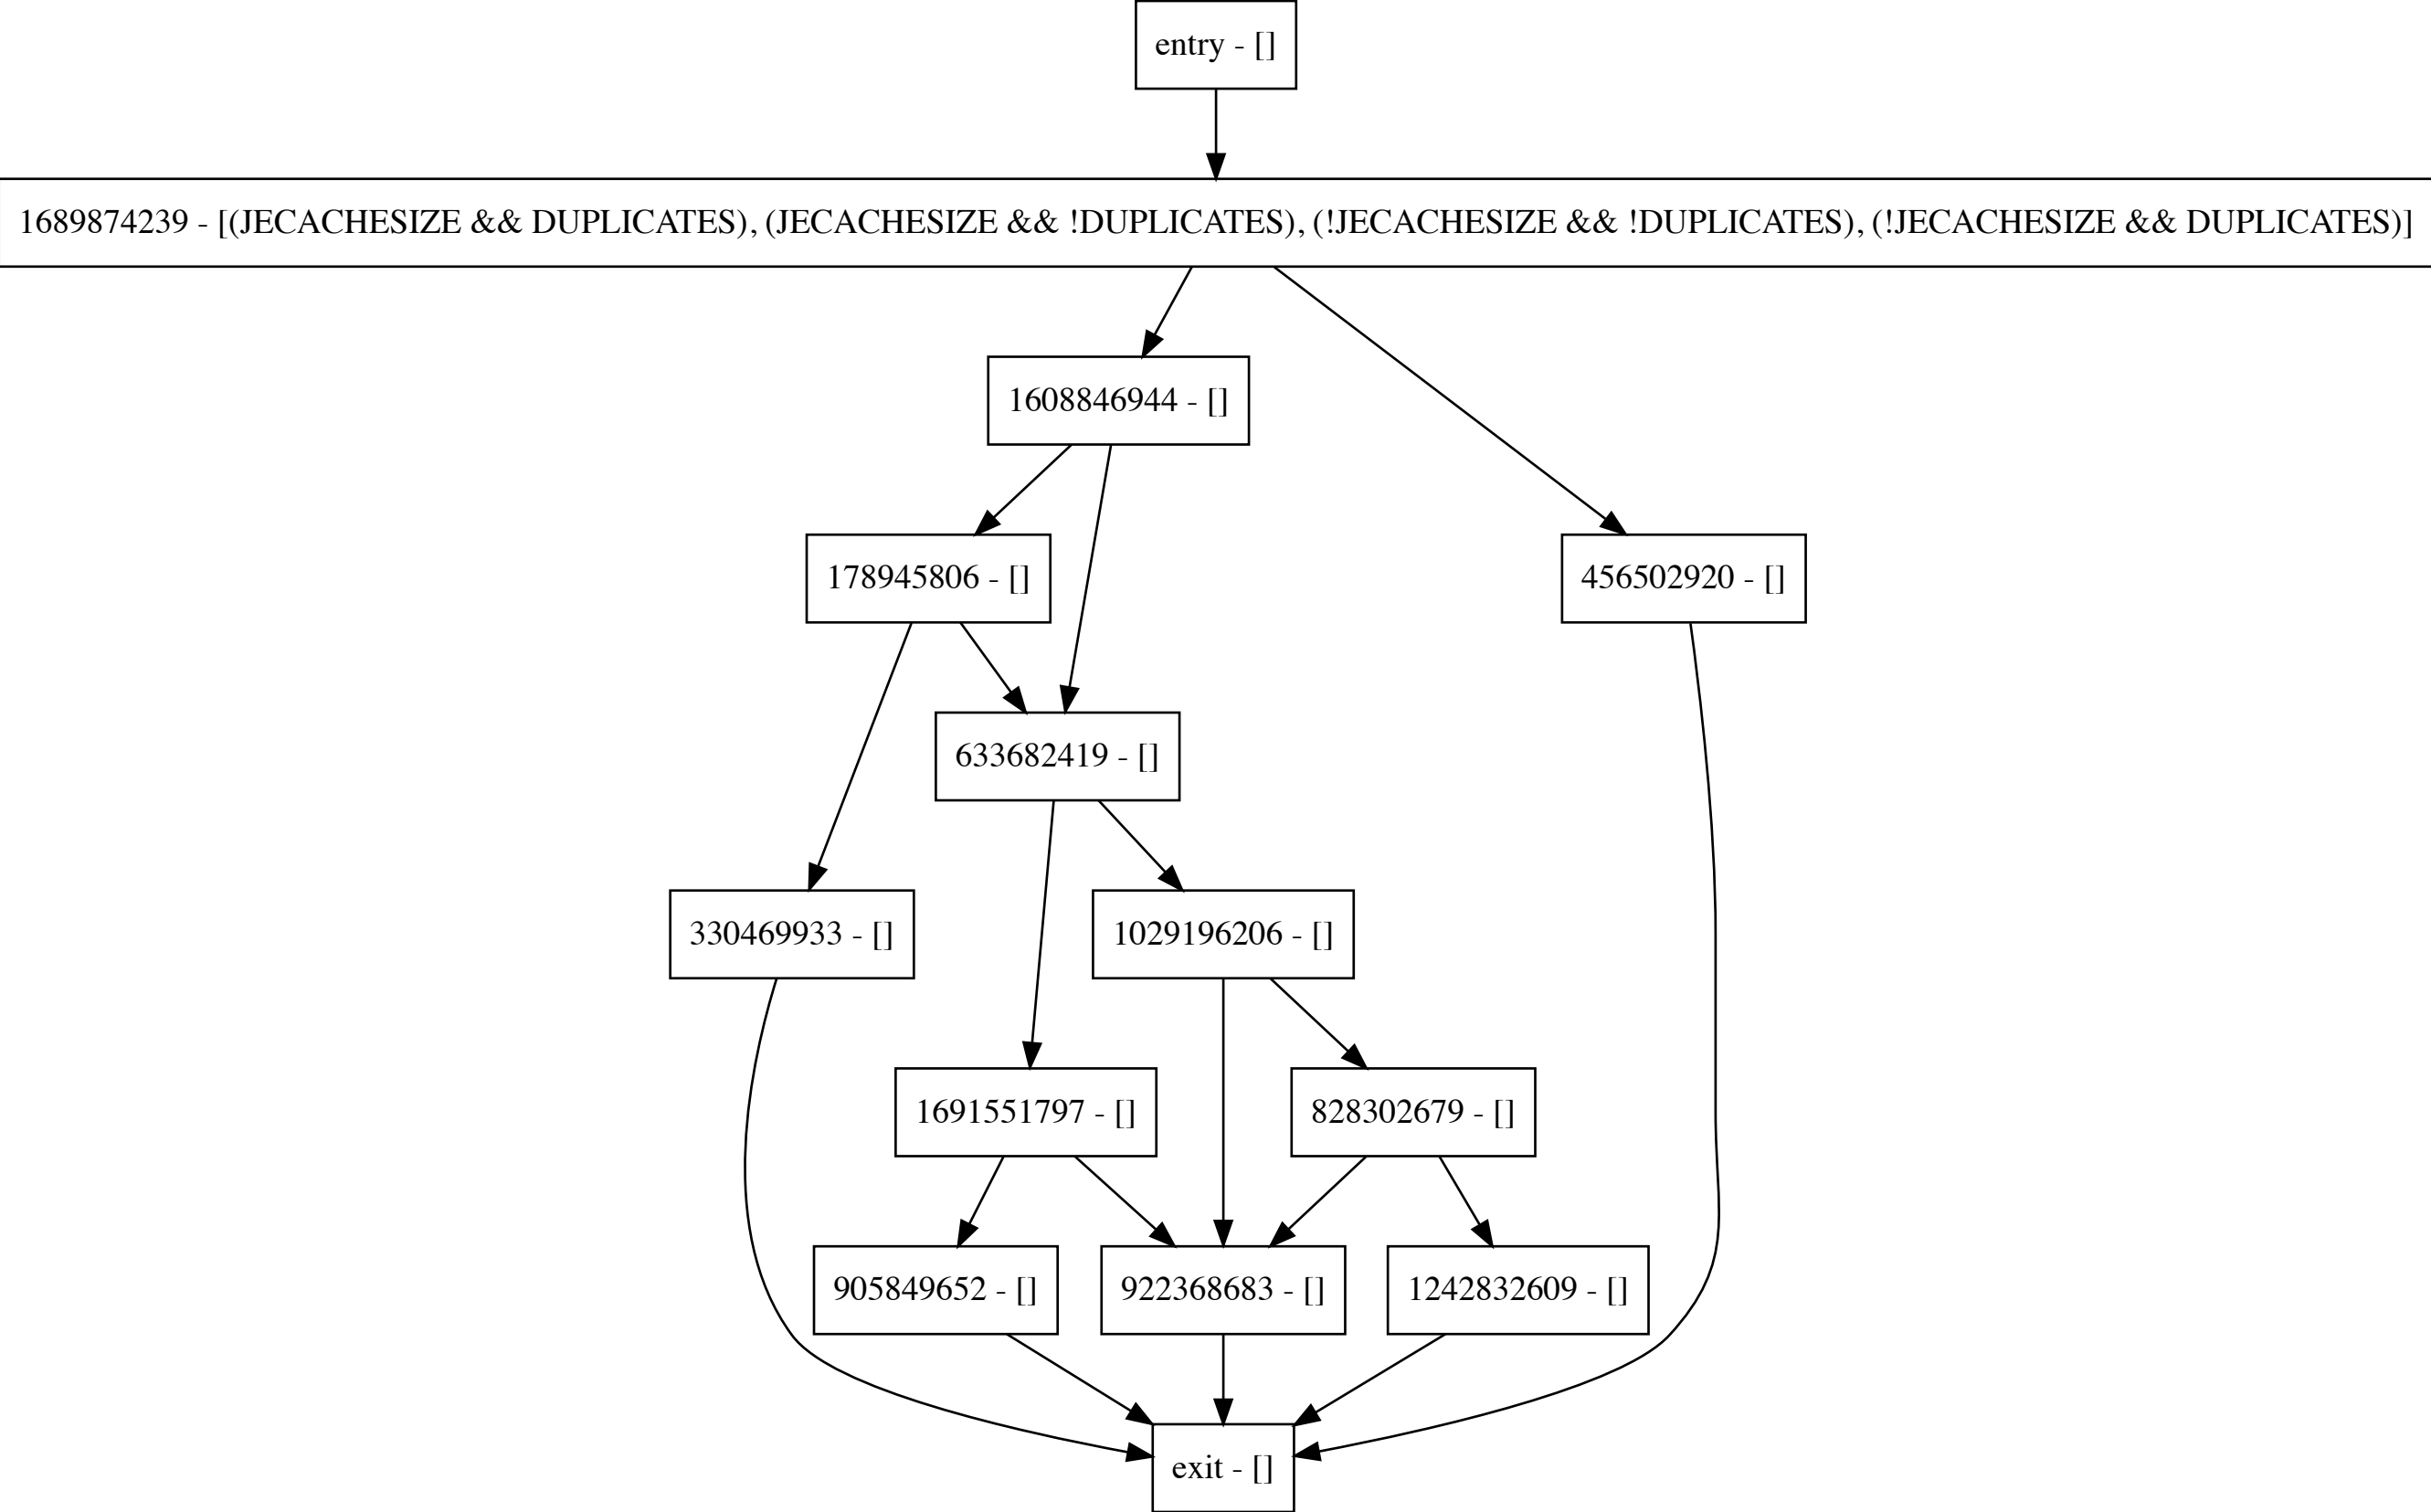 entry - []
1689874239 - [(JECACHESIZE && DUPLICATES), (JECACHESIZE && !DUPLICATES), (!JECACHESIZE && !DUPLICATES), (!JECACHESIZE && DUPLICATES)]
1608846944 - []
178945806 - []
456502920 - []
633682419 - []
330469933 - []
1029196206 - []
1691551797 - []
828302679 - []
905849652 - []
922368683 - []
1242832609 - []
exit - []